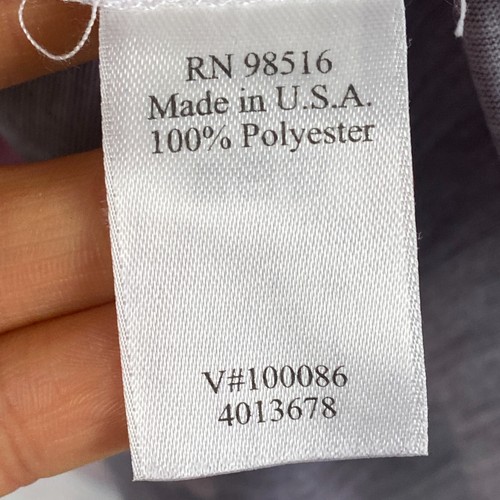 RN 98516
Made in U.S.A.
100% Polyester
V#100086
4013678